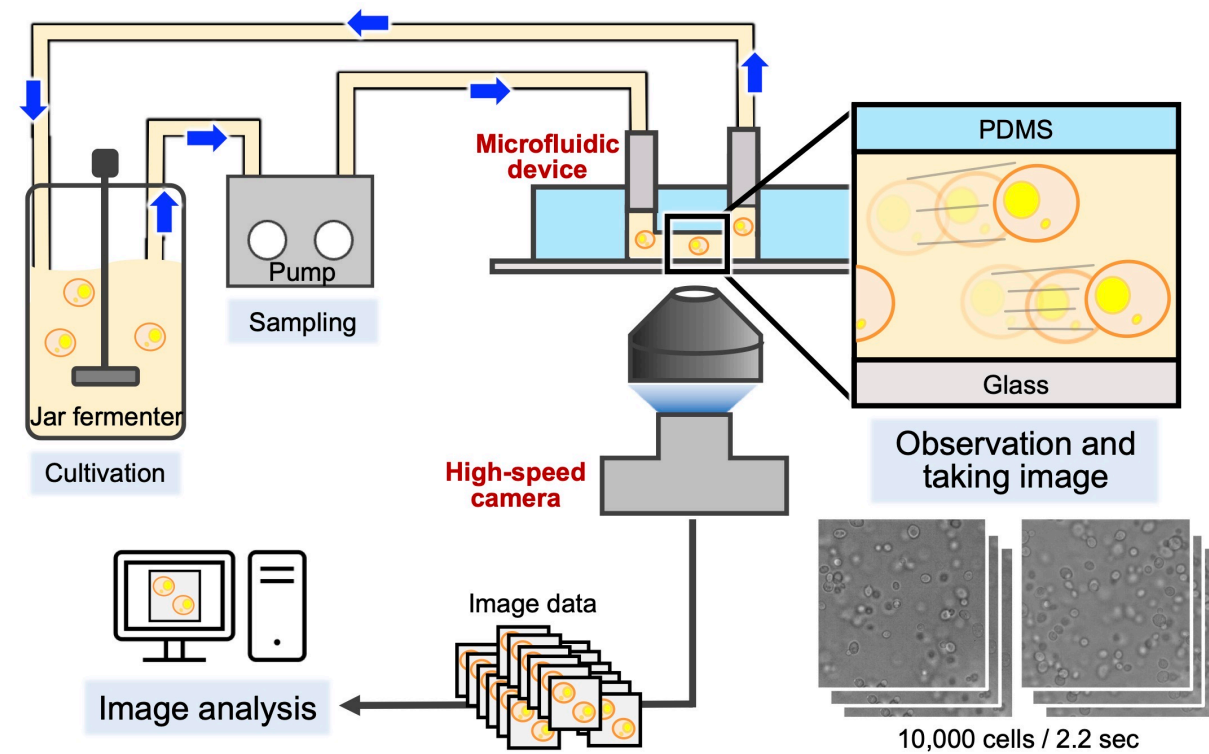 Microfluidic
device
PDMS
Pump
Sampling
Glass
Jar fermenter
Cultivation
Observation and
taking image
High-speed
camera
Image data
Image analysis
10,000 cells / 2.2 sec